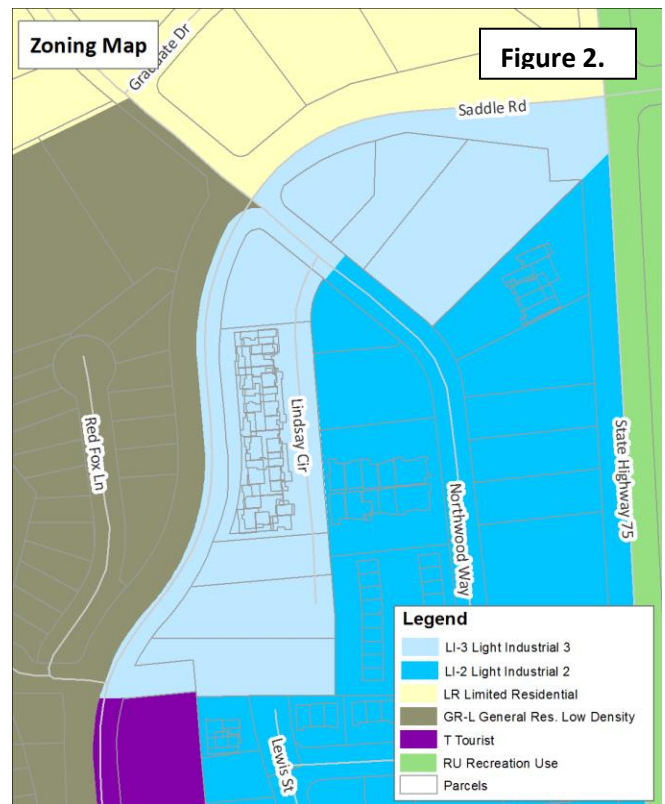 Zoning Map
Figure 2.
Graduate Dr
Saddle Rd
Red Fox Ln
Lindsay Cir
Northwood Way
State Highway 75
Lewis St
Legend
LI-3 Light Industrial 3
LI-2 Light Industrial 2
LR Limited Residential
GR-L General Res. Low Density
T Tourist
RU Recreation Use
Parcels